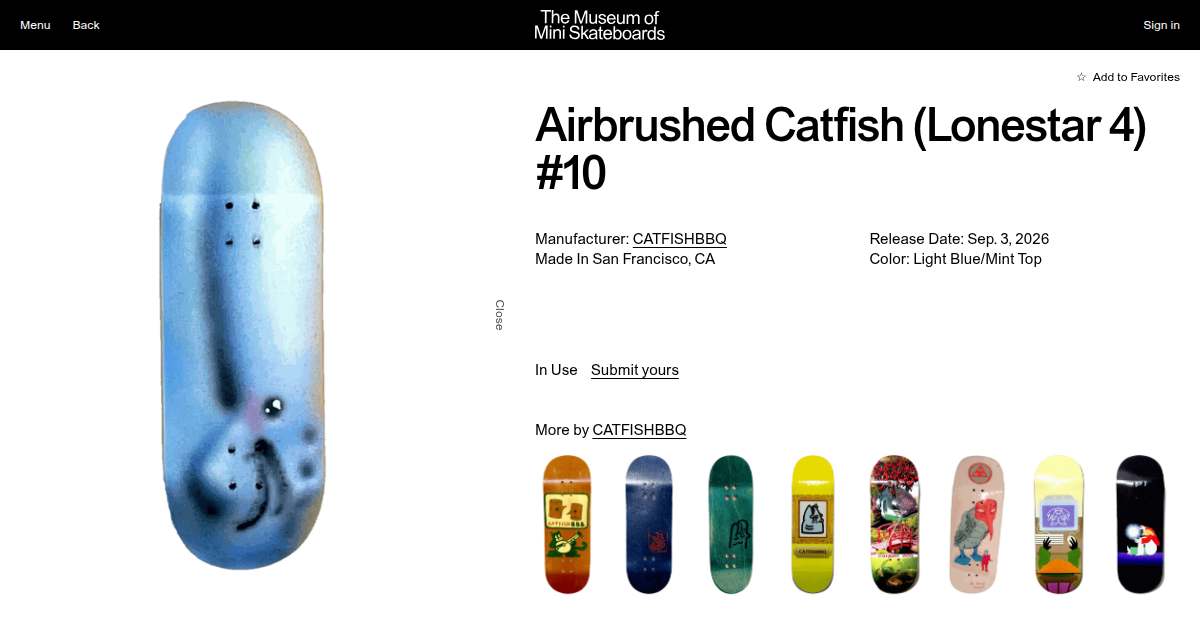 Menu
Back
The Museum of
Mini Skateboards
Sign in
☆ Add to Favorites
Airbrushed Catfish (Lonestar 4)
#10
Manufacturer: CATFISHBBQ
Made In San Francisco, CA
Release Date: Sep. 3, 2026
Color: Light Blue/Mint Top
Close
In Use Submit yours
More by CATFISHBBQ
CATFISHBBQ
CATFISHBBQ